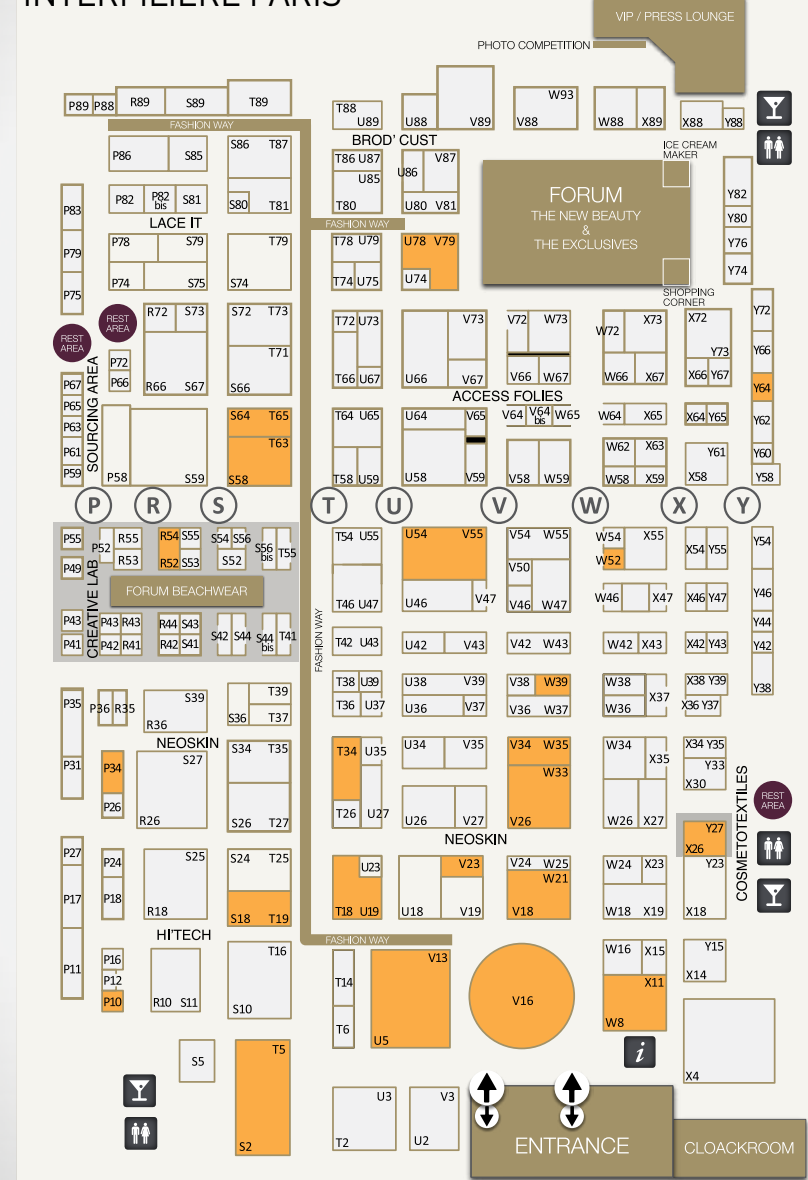 INTERFILIERE PARIS
VIP / PRESS LOUNGE
PHOTO COMPETITION
P89 P88 R89 S89 T89
T88 U89 U88 V89 W93 V88 W88 X89 X88 Y88
FASHION WAY
BROD' CUST
P86 S85 S86 T87
T86 U87 U85 U86 V87
ICE CREAM
MAKER
P82 P82 bis S81 S80 T81
T80 U80 V81
FORUM
THE NEW BEAUTY
&
THE EXCLUSIVES
Y82
Y80
Y76
Y74
P83
P79
P75
LACE IT
FASHION WAY
P78 S79 T79
T78 U79 U78 V79
P74 S75 S74
T74 U75 U74
SHOPPING
CORNER
REST
AREA
REST
AREA
R72 S73 S72 T73
T72 U73 V73 V72 W73 W72 X73 X72 Y72
T71
Y73 Y66
P72
P66 R66 S67 S66
T66 U67 U66 V67 V66 W67 W66 X67 X66 Y67
Y64
P67
P65
P63
P61
P59
SOURCING AREA
ACCESS FOLIES
S64 T65 T64 U65 U64 V65 V64 V64 bis W65 W64 X65 X64 Y65
Y62
T63
W62 X63 Y61 Y60
P58 S59 S58
T58 U59 U58 V59 V58 W59 W58 X59 X58 Y58
P R S T U V W X Y
P55 P52 R55 R54 S55 S54 S56 S56 bis T55
R53 R52 S53 S52
P49
CREATIVE LAB
FORUM BEACHWEAR
P43 P43 R43 R44 S43
P41 P42 R41 R42 S41 S42 S44 S44 bis T41
T54 U55 U54 V55 V54 W55 W54 X55 X54 Y55 Y54
V50 W52
T46 U47 U46 V47 V46 W47 W46 X47 X46 Y47 Y46
Y44
T42 U43 U42 V43 V42 W43 W42 X43 X42 Y43 Y42
FASHION WAY
P35 P36 R35 S39 R36 S36 T39 T37
T38 U39 U38 V39 V38 W39 W38 X37 X38 Y39 Y38
T36 U37 U36 V37 V36 W37 W36 X36 Y37
NEOSKIN
P31 P34 S27 S34 T35
T34 U35 U34 V35 V34 W35 W34 X35 X34 Y35
W33 Y33
X30
P26 R26 S26 T27
T26 U27 U26 V27 V26 W26 X27
NEOSKIN
COSMETOTEXTILES
REST
AREA
Y27
X26
P27
P17
P11
P24 S25 S24 T25
U23 V23 V24 W25 W24 X23 Y23
W21
P18 R18 S18 T19
T18 U19 U18 V19 V18 W18 X19 X18
HI'TECH
FASHION WAY
P16
P12
P10 R10 S11 T16 S10
T14 V13 V16 W16 X15 Y15
X11 X14
T6 U5 W8
S5 T5 S2
i
X4
U3 T2 V3 U2
ENTRANCE
CLOACKROOM